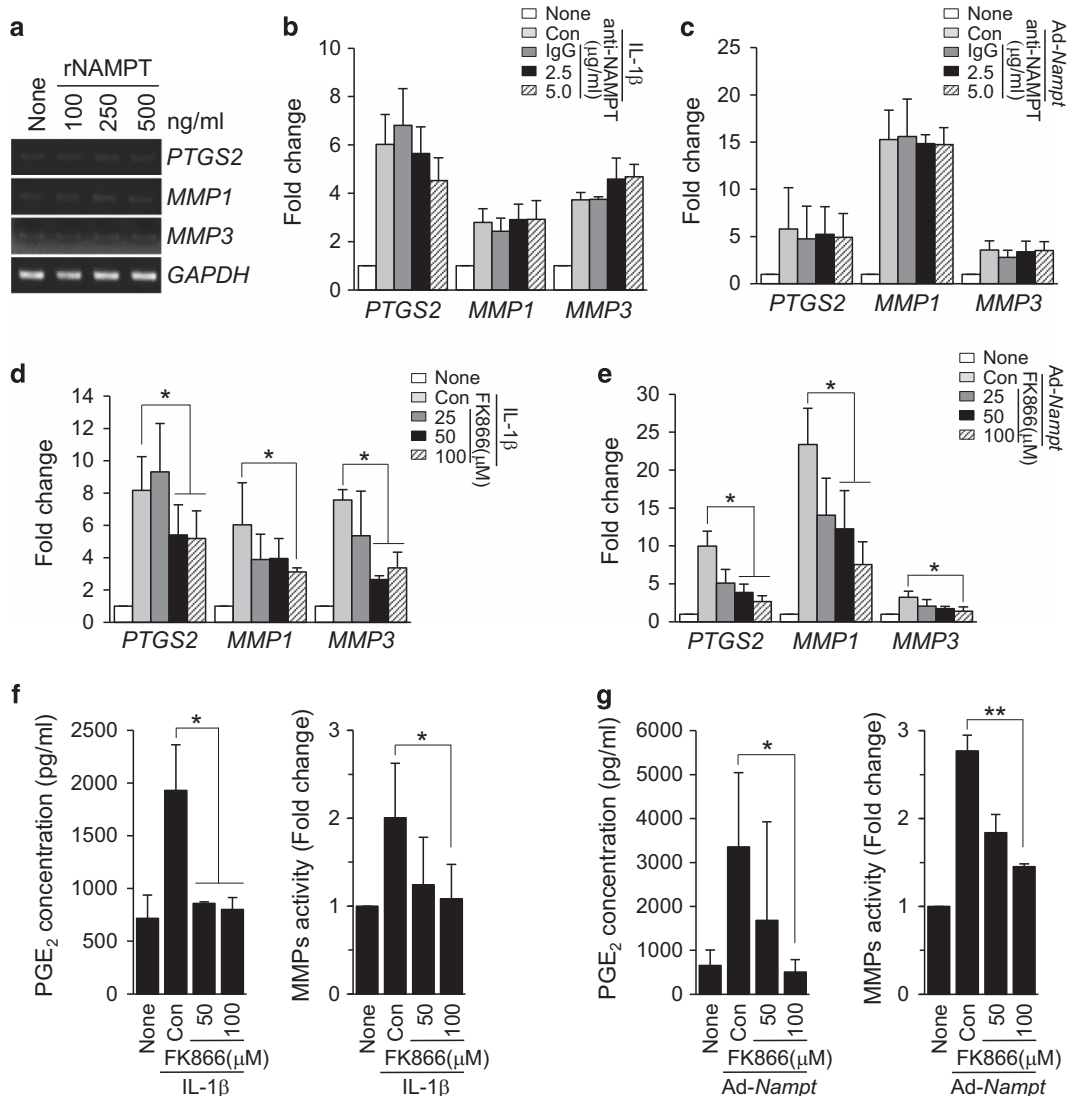 a
rNAMPT
None 100 250 500 ng/ml
PTGS2
MMP1
MMP3
GAPDH
b
None
Con
IgG
2.5
5.0
anti-NAMPT (μg/ml)
IL-1β
Fold change
10
8
6
4
2
0
PTGS2 MMP1 MMP3
c
None
Con
IgG
2.5
5.0
anti-NAMPT (μg/ml)
Ad-Nampt
Fold change
25
20
15
10
5
0
PTGS2 MMP1 MMP3
d
None
Con
25
50
100
FK866(μM)
IL-1β
Fold change
14
12
10
8
6
4
2
0
* * *
PTGS2 MMP1 MMP3
e
None
Con
25
50
100
FK866(μM)
Ad-Nampt
Fold change
30
25
20
15
10
5
0
* * *
PTGS2 MMP1 MMP3
f
PGE2 concentration (pg/ml)
2500
2000
1500
1000
500
0
*
None Con 50 100
FK866(μM)
IL-1β
MMPs activity (Fold change)
3
2
1
0
*
None Con 50 100
FK866(μM)
IL-1β
g
PGE2 concentration (pg/ml)
6000
5000
4000
3000
2000
1000
0
*
None Con 50 100
FK866(μM)
Ad-Nampt
MMPs activity (Fold change)
3
2
1
0
**
None Con 50 100
FK866(μM)
Ad-Nampt